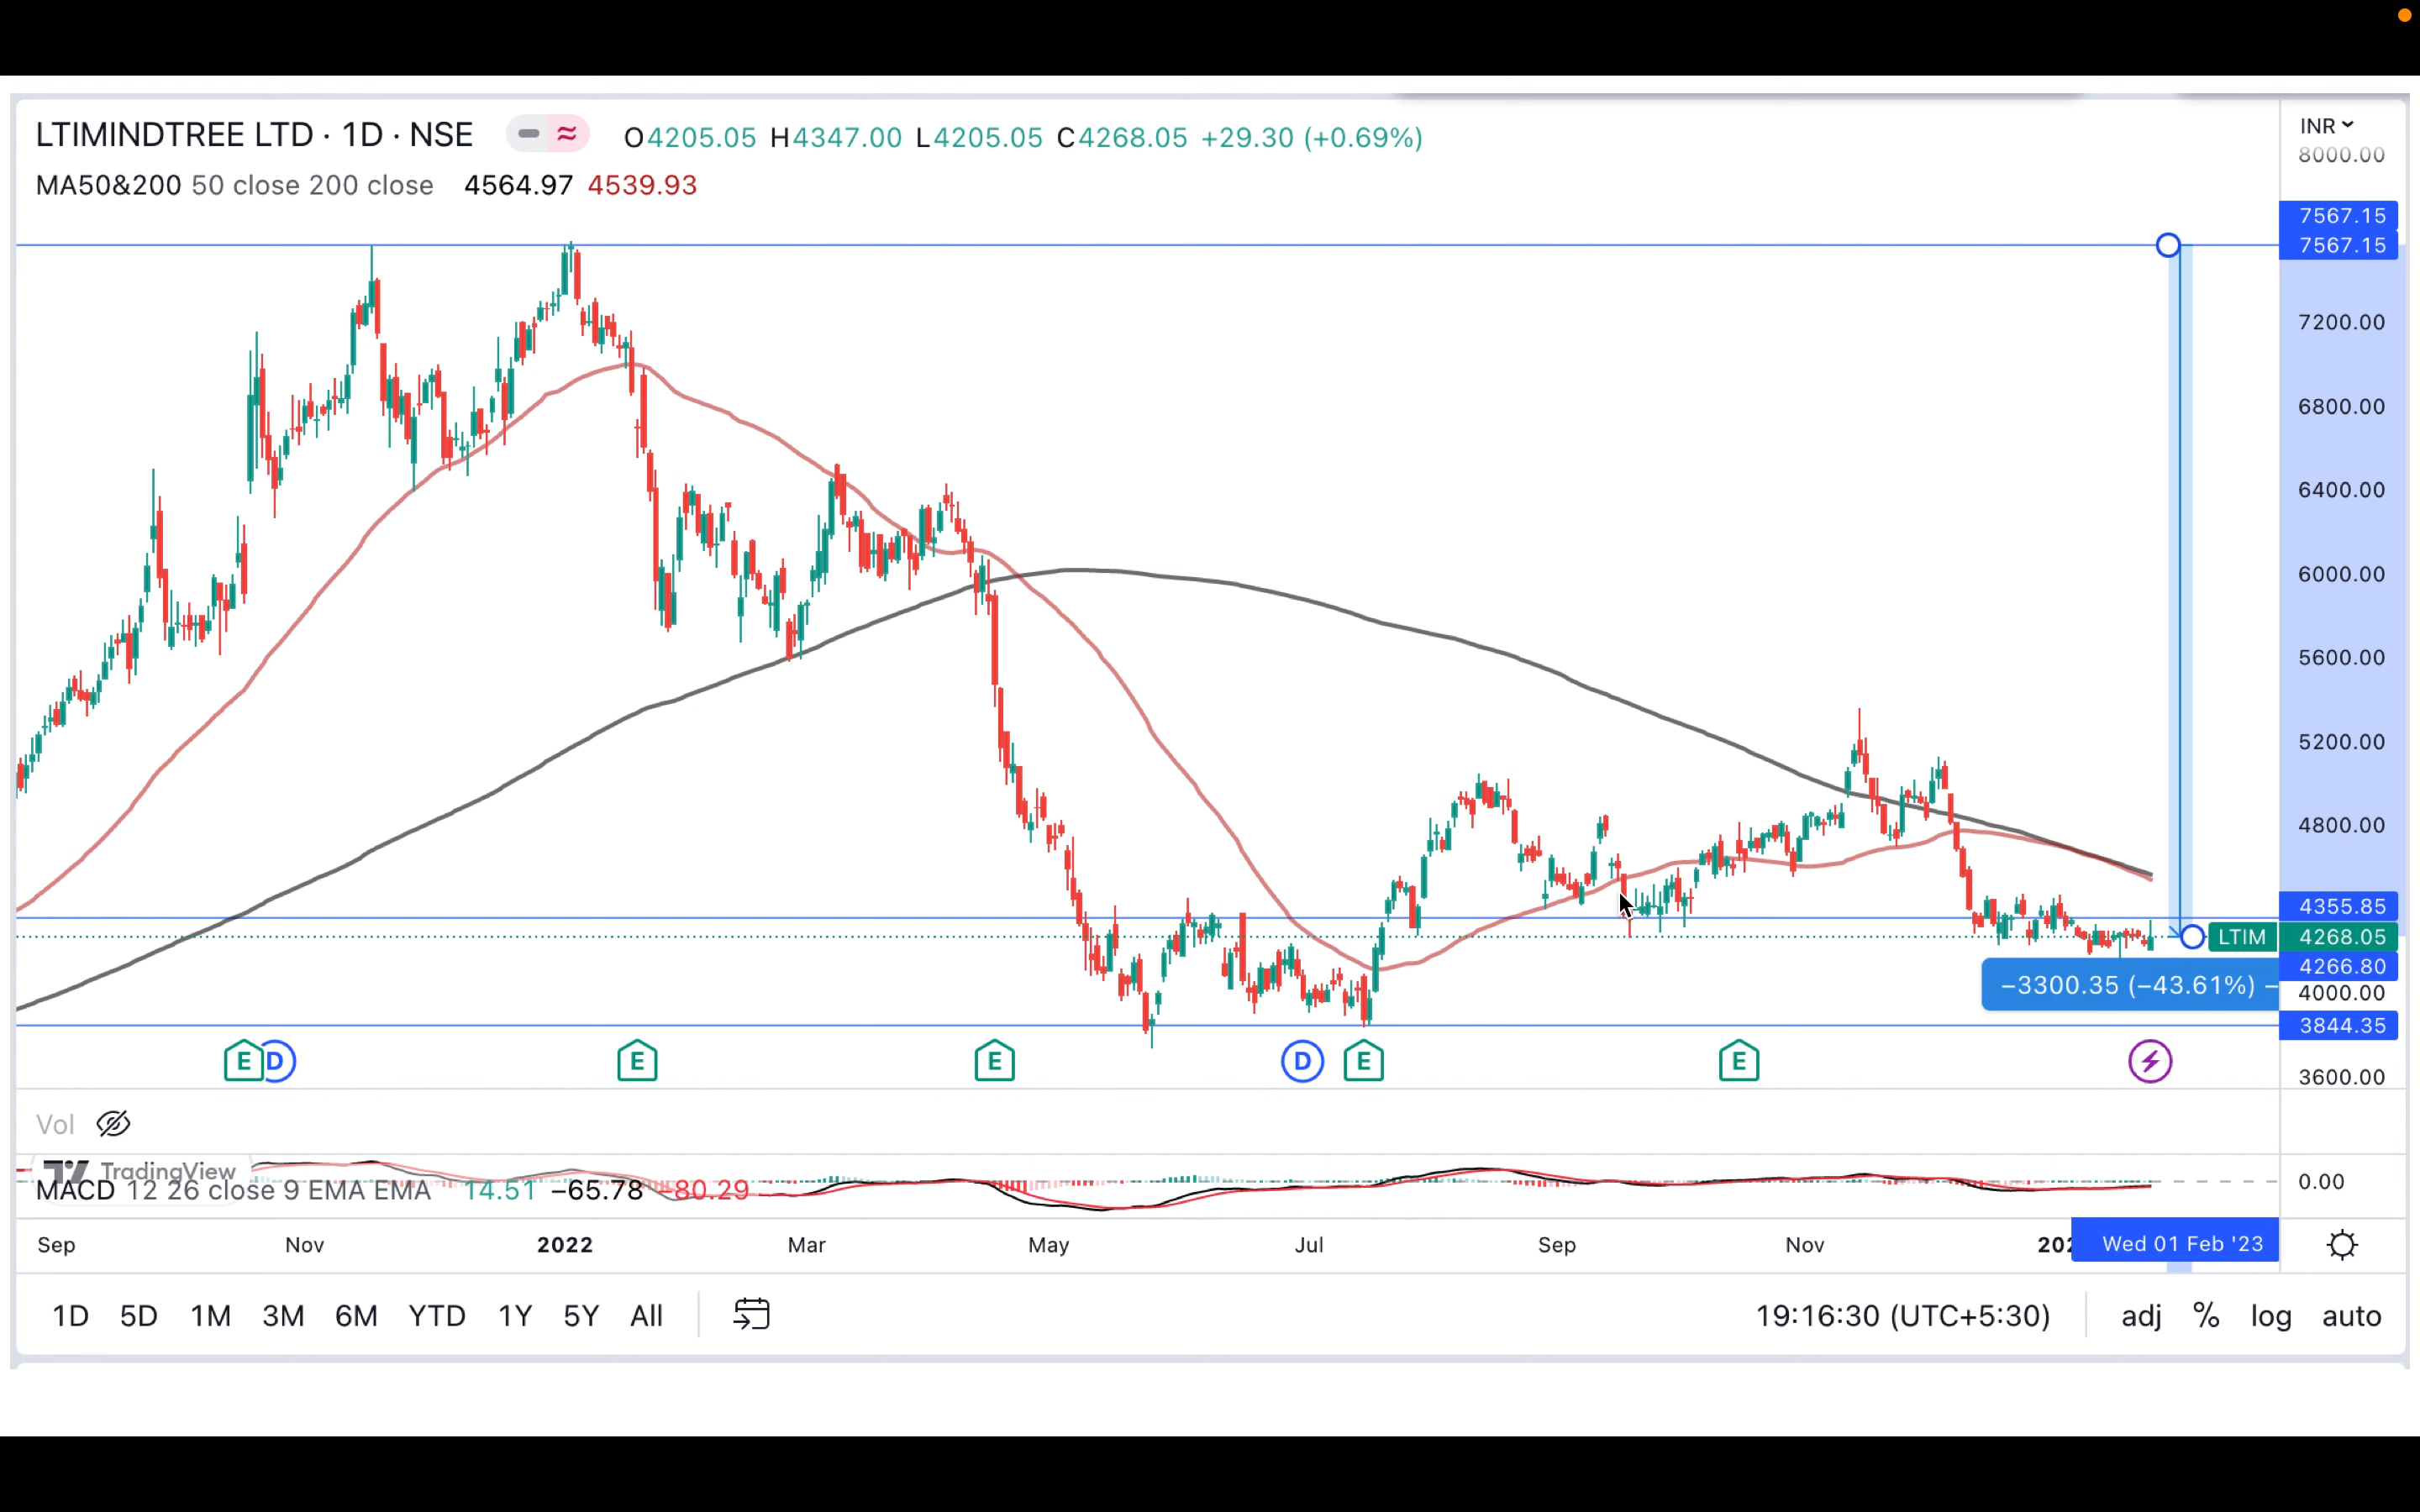 LTIMINDTREE LTD · 1D · NSE O4205.05 H4347.00 L4205.05 C4268.05 +29.30 (+0.69%)
MA50&200 50 close 200 close 4564.97 4539.93
INR
8000.00
7567.15
7567.15
7200.00
6800.00
6400.00
6000.00
5600.00
5200.00
4800.00
4355.85
LTIM 4268.05
4266.80
−3300.35 (−43.61%) −
4000.00
3844.35
E D E E D E E
3600.00
Vol
TradingView
MACD 12 26 close 9 EMA EMA 14.51 −65.78 −80.29
0.00
Sep Nov 2022 Mar May Jul Sep Nov Wed 01 Feb '23
1D 5D 1M 3M 6M YTD 1Y 5Y All 19:16:30 (UTC+5:30) adj % log auto